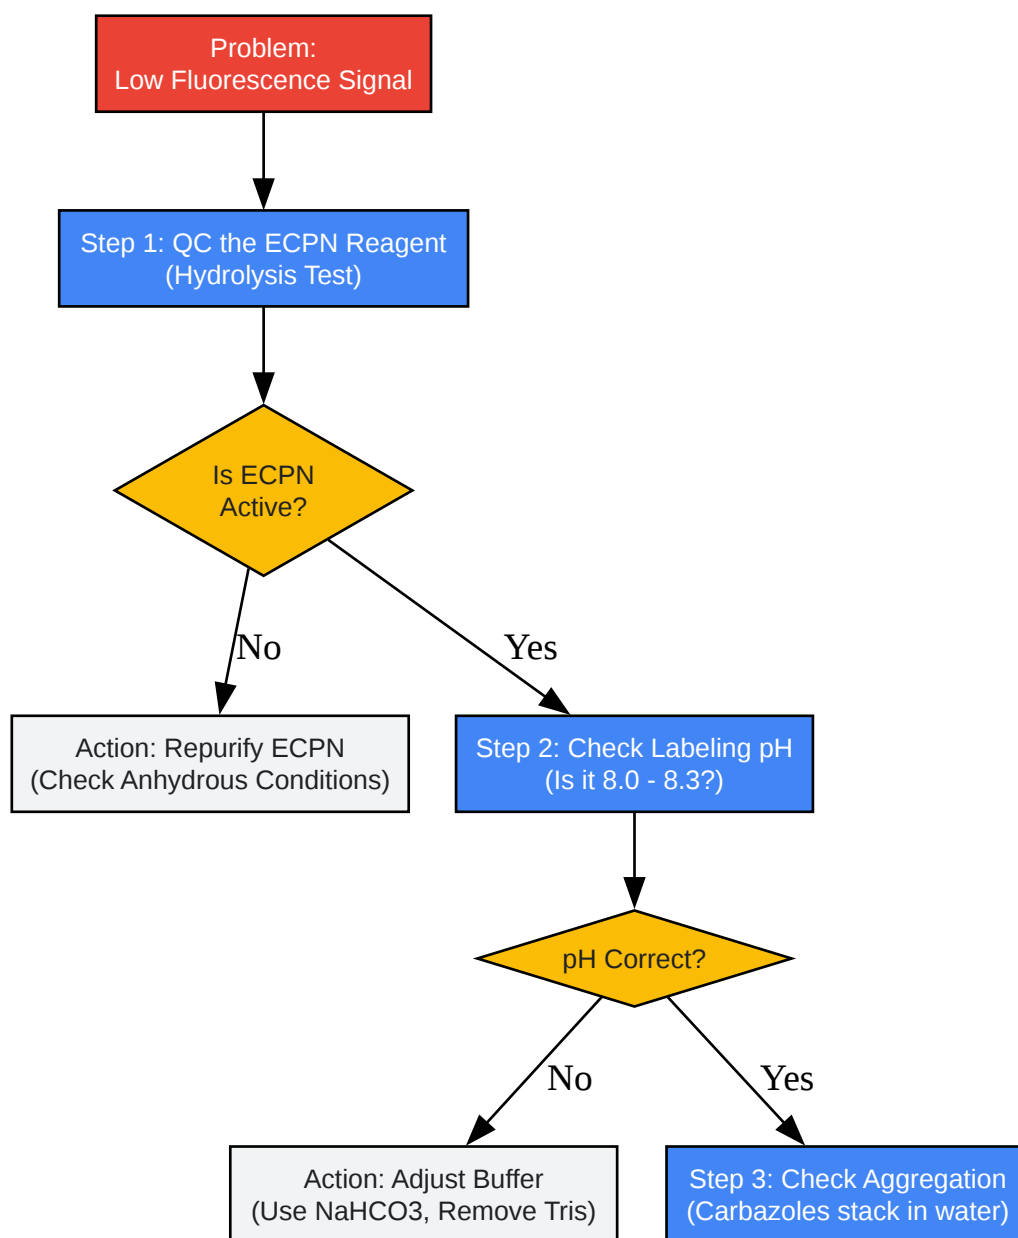 Problem:
Low Fluorescence Signal
Step 1: QC the ECPN Reagent
(Hydrolysis Test)
Is ECPN
Active?
No
Yes
Action: Repurify ECPN
(Check Anhydrous Conditions)
Step 2: Check Labeling pH
(Is it 8.0 - 8.3?)
pH Correct?
No
Yes
Action: Adjust Buffer
(Use NaHCO3, Remove Tris)
Step 3: Check Aggregation
(Carbazoles stack in water)